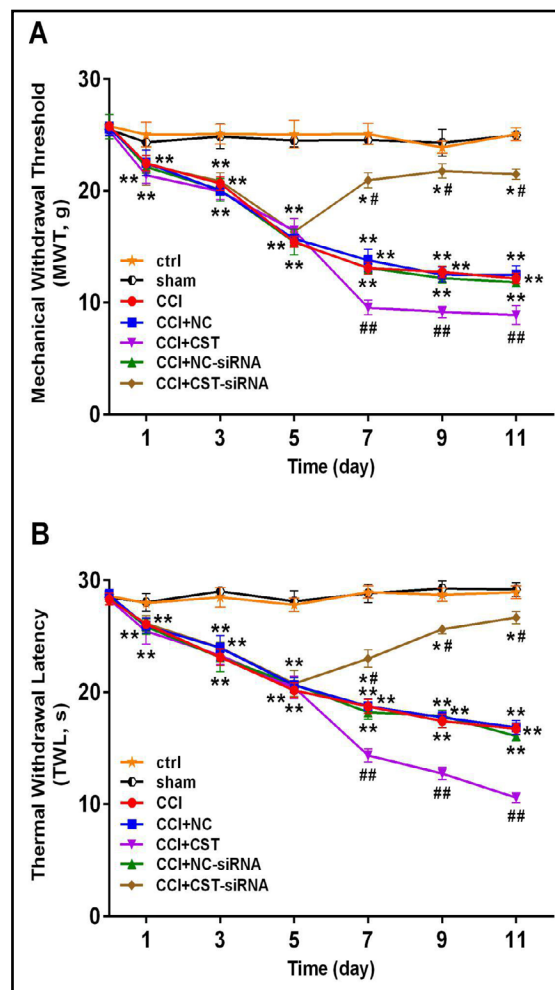 A
Mechanical Withdrawal Threshold
(MWT, g)
30
20
10
0
** ** ** **
** ** ** **
** ** **
** ** ** ** **
** ** **
*# *# *#
## ## ##
ctrl
sham
CCI
CCI+NC
CCI+CST
CCI+NC-siRNA
CCI+CST-siRNA
1 3 5 7 9 11
Time (day)
B
Thermal Withdrawal Latency
(TWL, s)
30
20
10
0
** ** ** **
** ** ** **
** ** **
** ** ** ** **
** ** **
*# *# *#
## ## ##
ctrl
sham
CCI
CCI+NC
CCI+CST
CCI+NC-siRNA
CCI+CST-siRNA
1 3 5 7 9 11
Time (day)